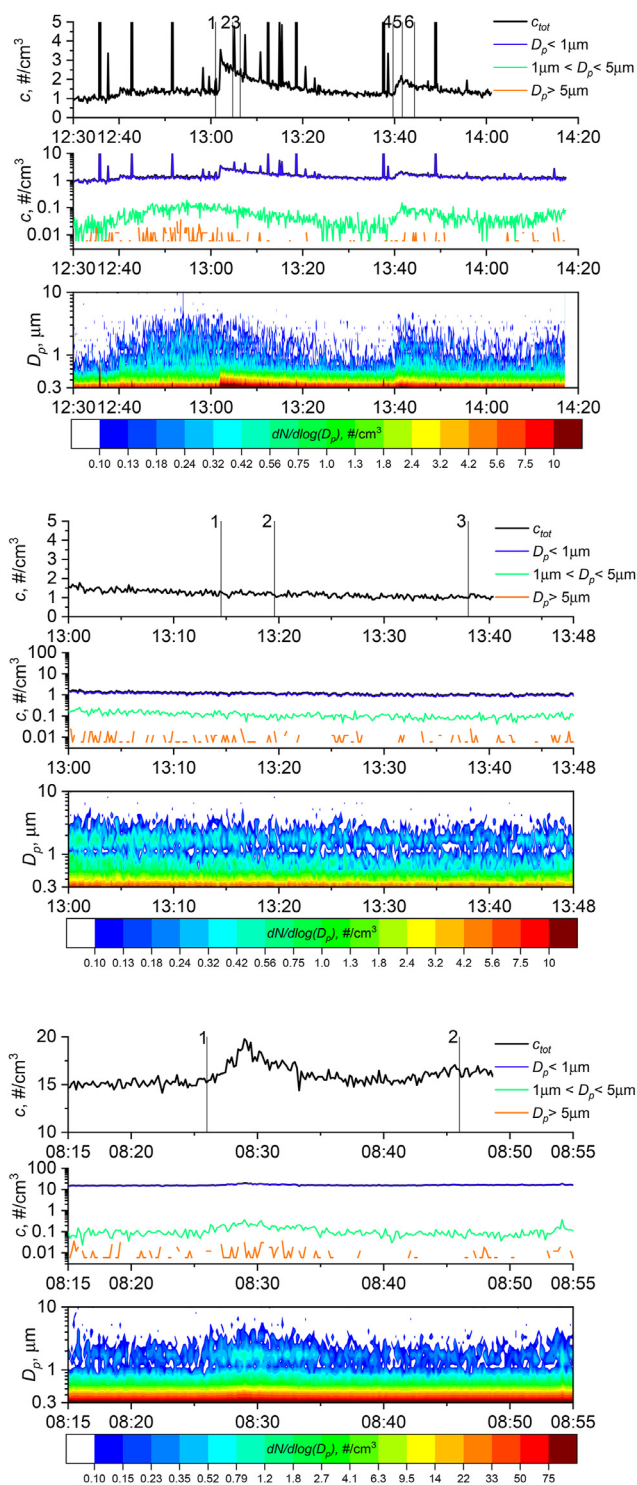 1 2 3 4 5 6
c, #/cm³
5
4
3
2
1
0
12:30 12:40 13:00 13:20 13:40 14:00 14:20
c_tot
D_p < 1μm
1μm < D_p < 5μm
D_p > 5μm
c, #/cm³
10
1
0.1
0.01
12:30 12:40 13:00 13:20 13:40 14:00 14:20
D_p, μm
10
1
0.3
12:30 12:40 13:00 13:20 13:40 14:00 14:20
dN/dlog(D_p), #/cm³
0.10 0.13 0.18 0.24 0.32 0.42 0.56 0.75 1.0 1.3 1.8 2.4 3.2 4.2 5.6 7.5 10
1 2 3
c, #/cm³
5
4
3
2
1
0
13:00 13:10 13:20 13:30 13:40 13:48
c_tot
D_p < 1μm
1μm < D_p < 5μm
D_p > 5μm
c, #/cm³
100
10
1
0.1
0.01
13:00 13:10 13:20 13:30 13:40 13:48
D_p, μm
10
1
0.3
13:00 13:10 13:20 13:30 13:40 13:48
dN/dlog(D_p), #/cm³
0.10 0.13 0.18 0.24 0.32 0.42 0.56 0.75 1.0 1.3 1.8 2.4 3.2 4.2 5.6 7.5 10
1 2
c, #/cm³
20
15
10
08:15 08:20 08:30 08:40 08:50 08:55
c_tot
D_p < 1μm
1μm < D_p < 5μm
D_p > 5μm
c, #/cm³
100
10
1
0.1
0.01
08:15 08:20 08:30 08:40 08:50 08:55
D_p, μm
10
1
0.3
08:15 08:20 08:30 08:40 08:50 08:55
dN/dlog(D_p), #/cm³
0.10 0.15 0.23 0.35 0.52 0.79 1.2 1.8 2.7 4.1 6.3 9.5 14 22 33 50 75